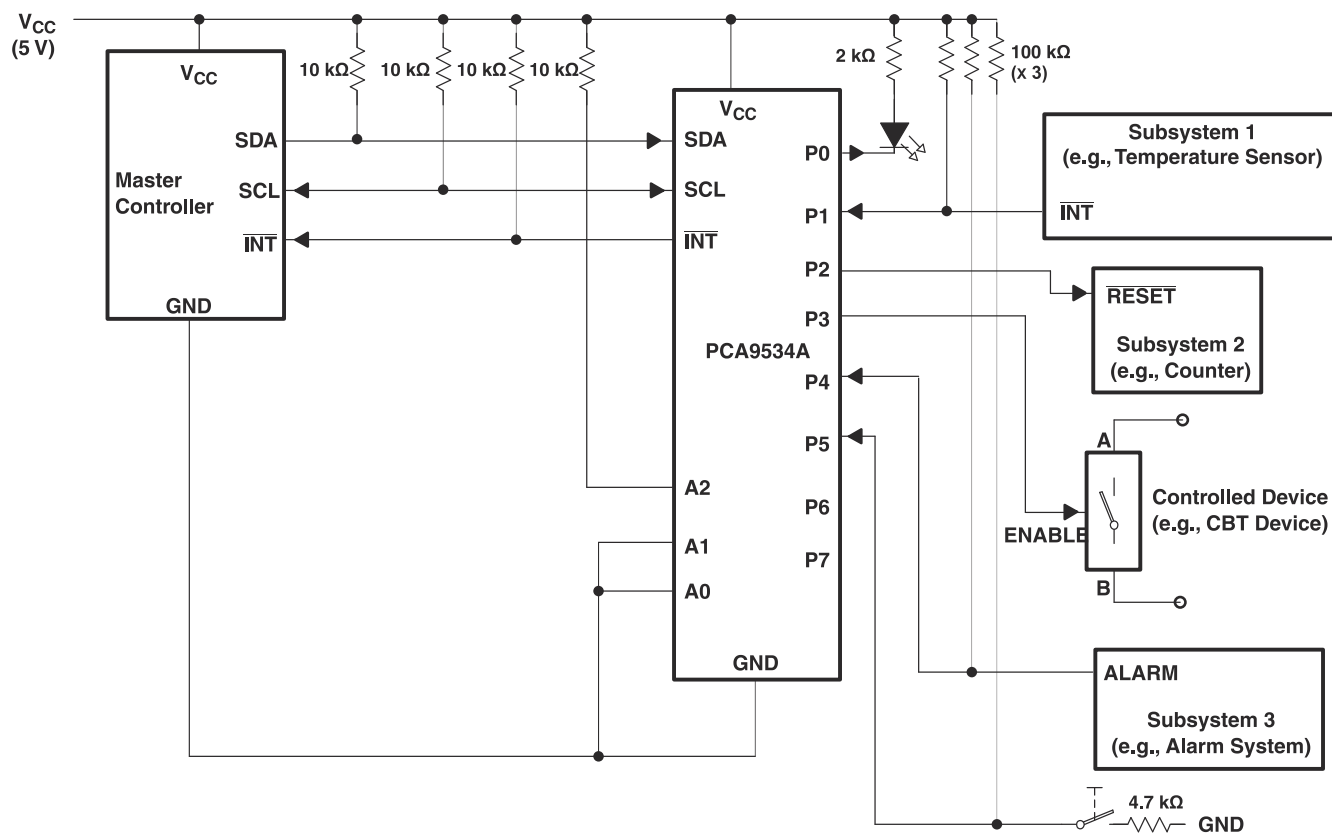 VCC
(5 V)
10 kΩ
10 kΩ
10 kΩ
10 kΩ
2 kΩ
100 kΩ
(x 3)
VCC
SDA
Master
Controller
SCL
INT
GND
VCC
SDA
SCL
INT
PCA9534A
A2
A1
A0
GND
P0
P1
P2
P3
P4
P5
P6
P7
Subsystem 1
(e.g., Temperature Sensor)
INT
RESET
Subsystem 2
(e.g., Counter)
A
Controlled Device
(e.g., CBT Device)
ENABLE
B
ALARM
Subsystem 3
(e.g., Alarm System)
4.7 kΩ
GND